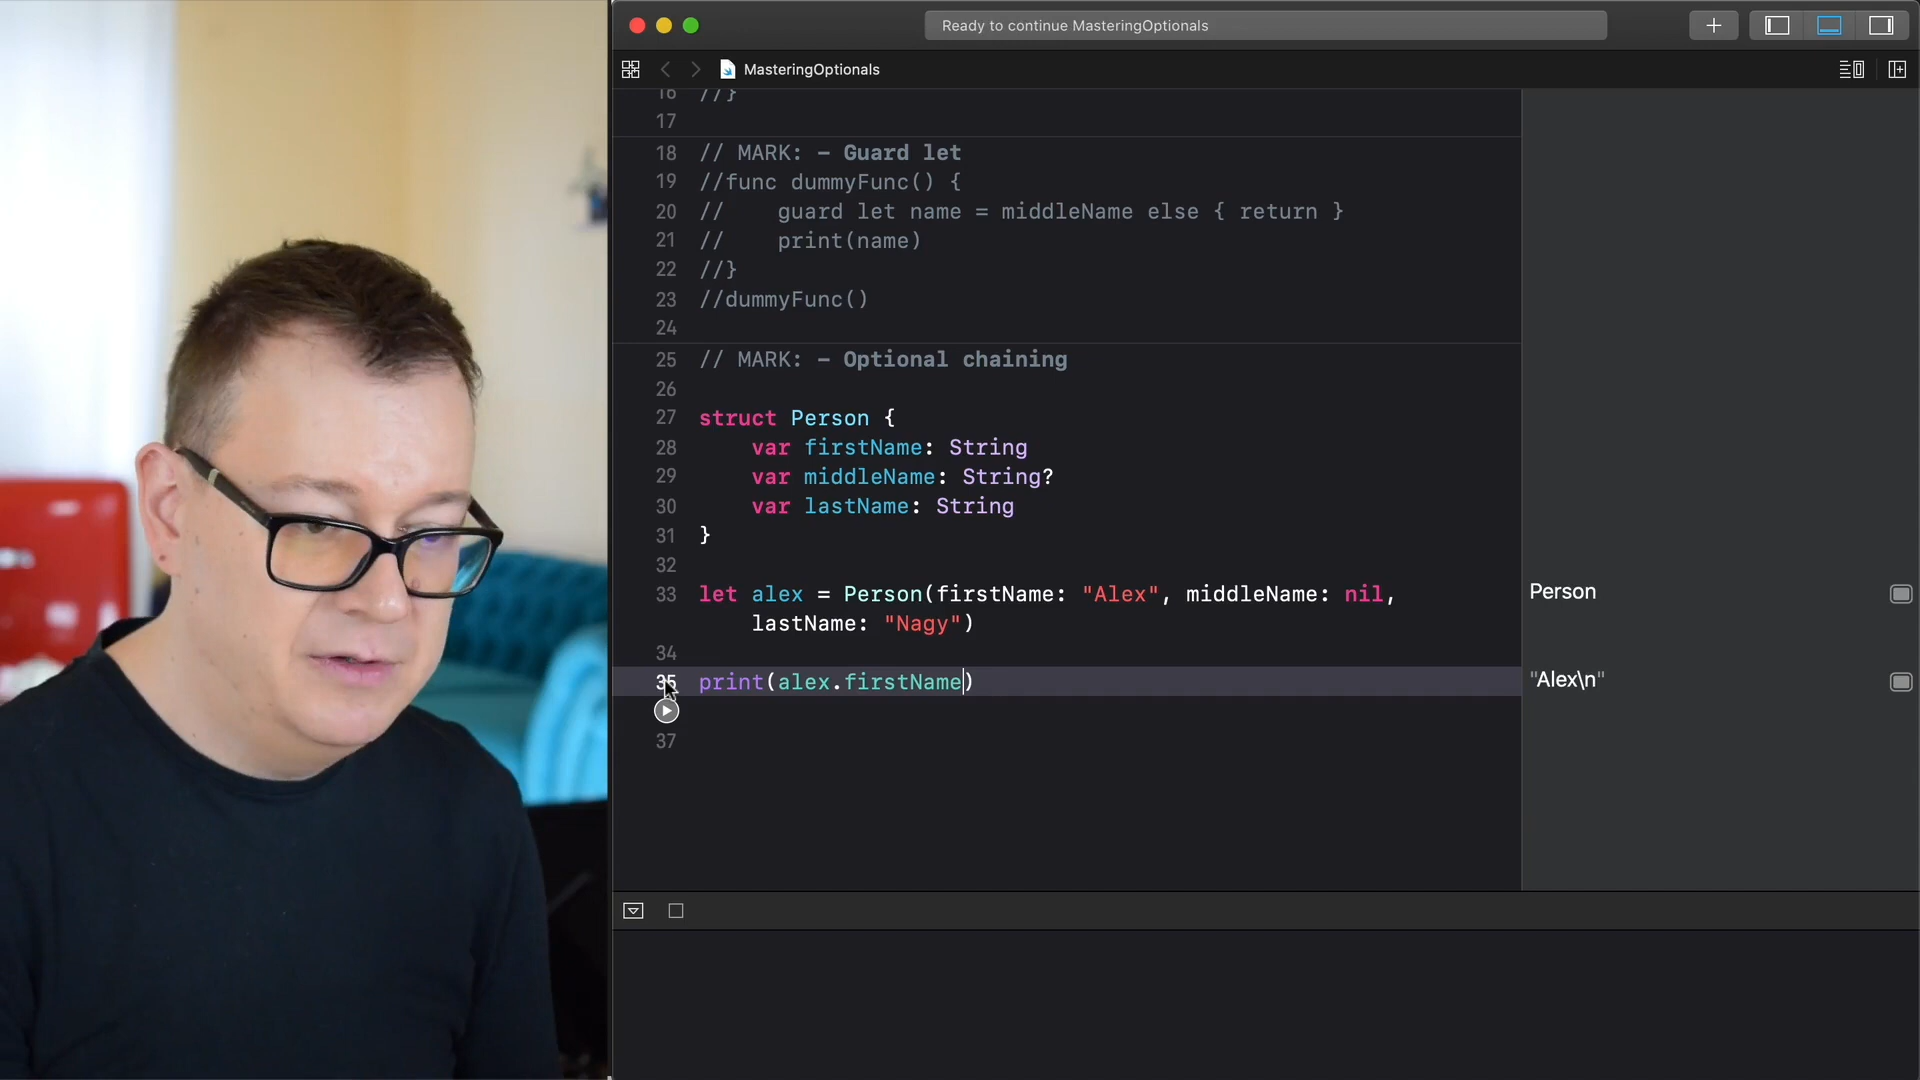 Ready to continue MasteringOptionals
MasteringOptionals
16 //}
17
18 // MARK: - Guard let
19 //func dummyFunc() {
20 //    guard let name = middleName else { return }
21 //    print(name)
22 //}
23 //dummyFunc()
24
25 // MARK: - Optional chaining
26
27 struct Person {
28     var firstName: String
29     var middleName: String?
30     var lastName: String
31 }
32
33 let alex = Person(firstName: "Alex", middleName: nil,
lastName: "Nagy")
Person
34
35 print(alex.firstName)
"Alex\n"
37